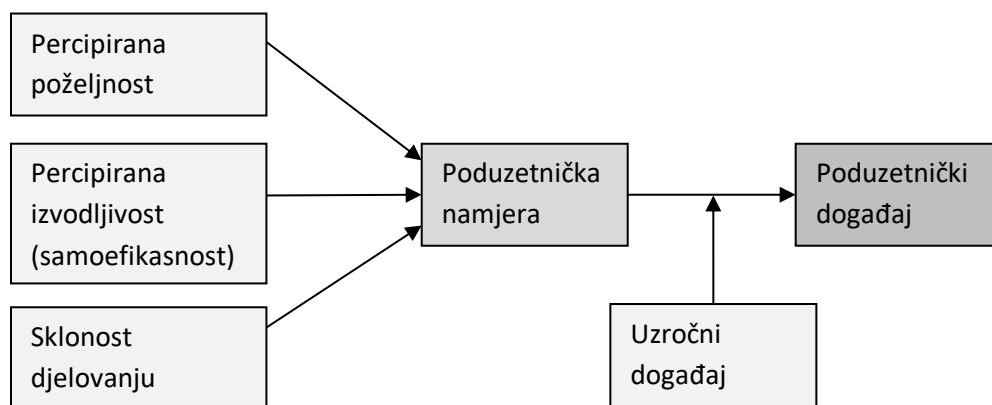 Percipirana
poželjnost
Percipirana
izvodljivost
(samoefikasnost)
Sklonost
djelovanju
Poduzetnička
namjera
Uzročni
događaj
Poduzetnički
događaj